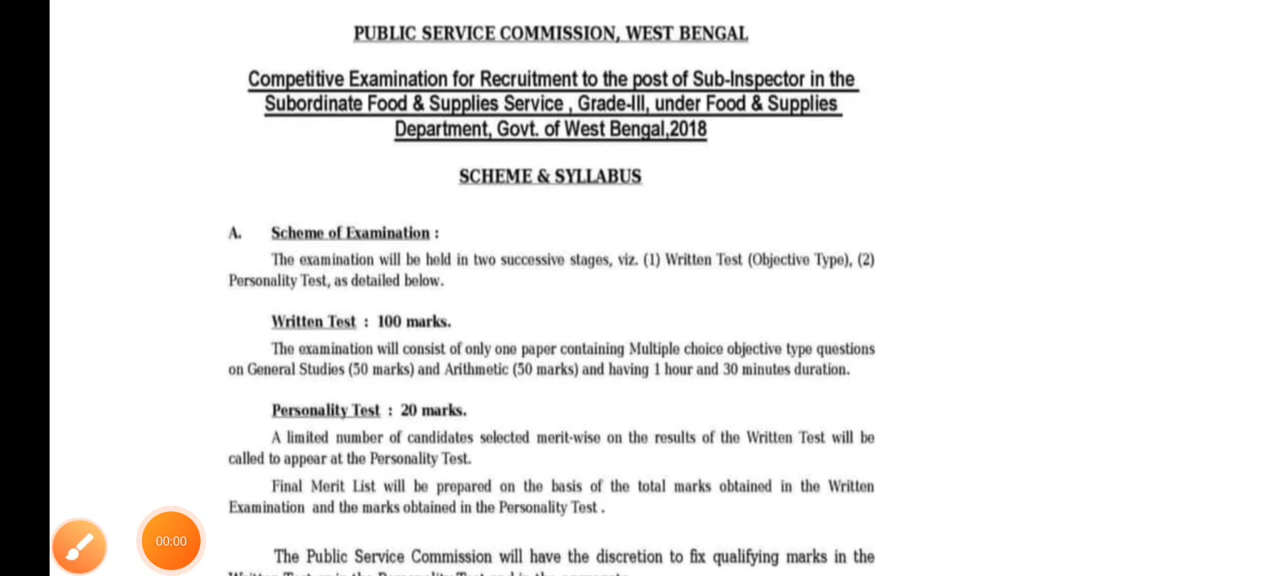 PUBLIC SERVICE COMMISSION, WEST BENGAL
Competitive Examination for Recruitment to the post of Sub-Inspector in the
Subordinate Food & Supplies Service , Grade-III, under Food & Supplies
Department, Govt. of West Bengal,2018
SCHEME & SYLLABUS
A. Scheme of Examination :
The examination will be held in two successive stages, viz. (1) Written Test (Objective Type), (2)
Personality Test, as detailed below.
Written Test : 100 marks.
The examination will consist of only one paper containing Multiple choice objective type questions
on General Studies (50 marks) and Arithmetic (50 marks) and having 1 hour and 30 minutes duration.
Personality Test : 20 marks.
A limited number of candidates selected merit-wise on the results of the Written Test will be
called to appear at the Personality Test.
Final Merit List will be prepared on the basis of the total marks obtained in the Written
Examination and the marks obtained in the Personality Test .
The Public Service Commission will have the discretion to fix qualifying marks in the
00:00